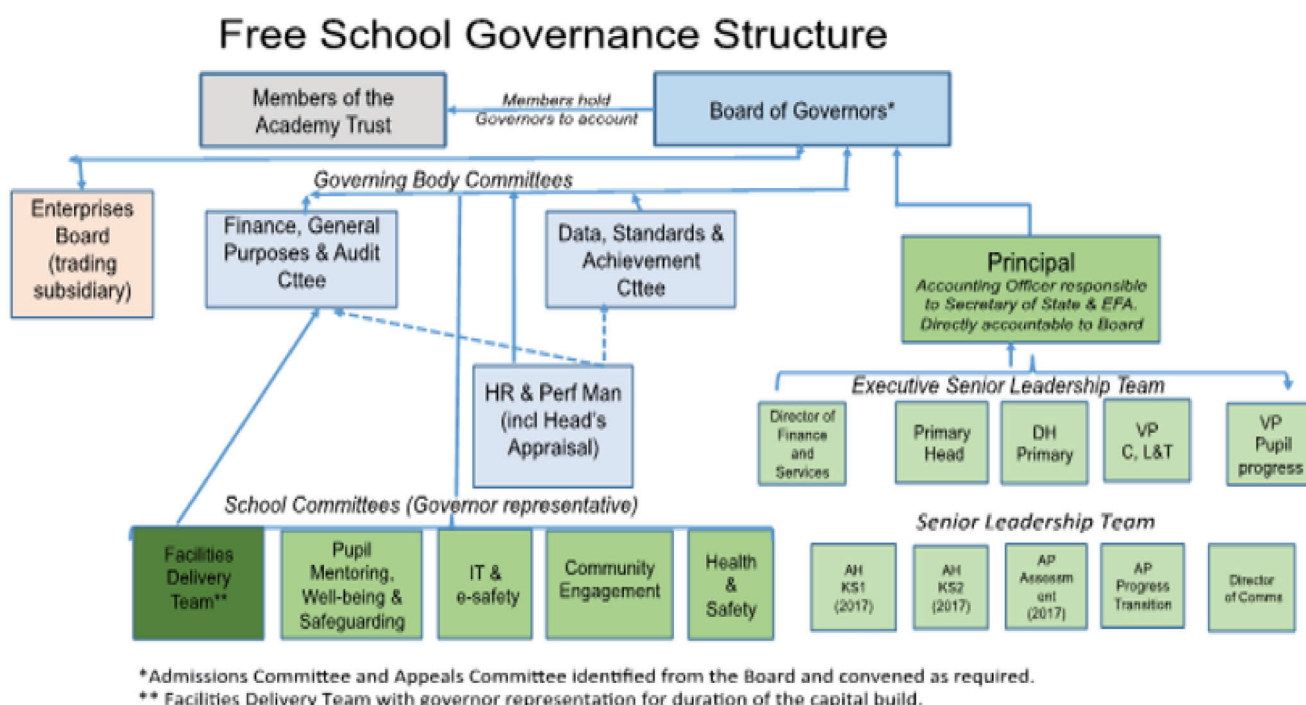 Free School Governance Structure
Members of the
Academy Trust
Members hold
Governors to account
Board of Governors*
Governing Body Committees
Enterprises
Board
(trading
subsidiary)
Finance, General
Purposes & Audit
Cttee
Data, Standards &
Achievement
Cttee
Principal
Accounting Officer responsible
to Secretary of State & EFA.
Directly accountable to Board
HR & Perf Man
(incl Head's
Appraisal)
Executive Senior Leadership Team
Director of
Finance
and
Services
Primary
Head
DH
Primary
VP
C, L&T
VP
Pupil
progress
School Committees (Governor representative)
Facilities
Delivery
Team**
Pupil
Mentoring,
Well-being &
Safeguarding
IT &
e-safety
Community
Engagement
Health
&
Safety
Senior Leadership Team
AH
KS1
(2017)
AH
KS2
(2017)
AP
Assessm
ent
(2017)
AP
Progress
Transition
Director
of Comms
*Admissions Committee and Appeals Committee identified from the Board and convened as required.
** Facilities Delivery Team with governor representation for duration of the capital build.